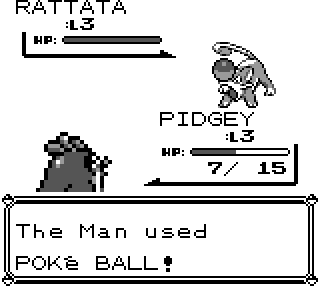 RATTATA
:L3
HP:
PIDGEY
:L3
HP:
7/ 15
The Man used
POKé BALL!